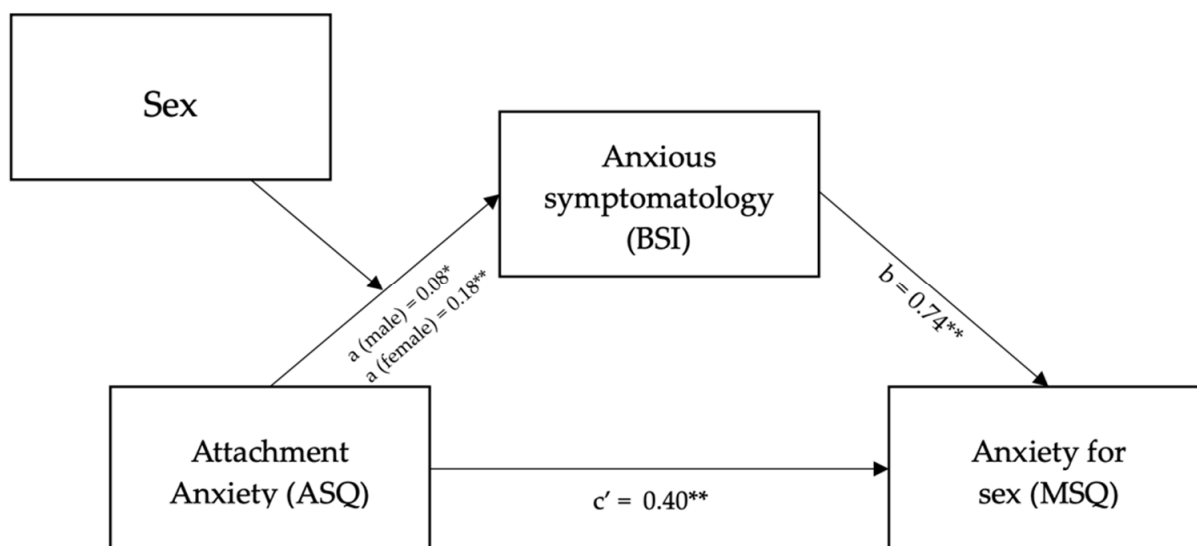 Sex
Anxious
symptomatology
(BSI)
a (male) = 0.08*
a (female) = 0.18**
b = 0.74**
Attachment
Anxiety (ASQ)
c′ = 0.40**
Anxiety for
sex (MSQ)